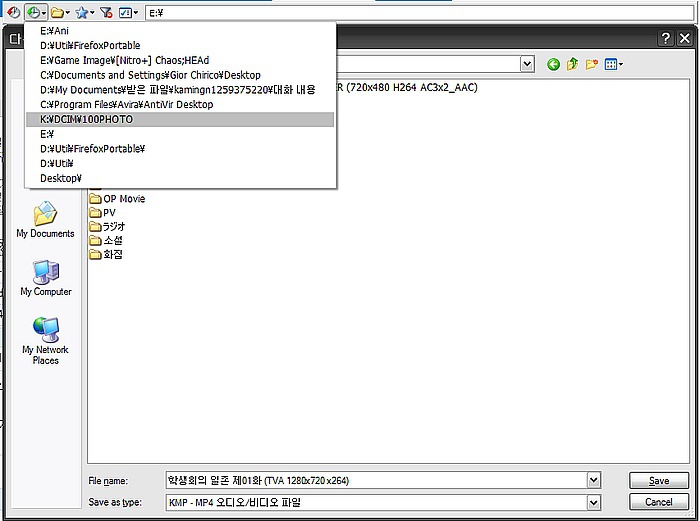 E:\
E:\Ani
D:\Uti\FirefoxPortable
E:\Game Image\[Nitro+] Chaos;HEAd
C:\Documents and Settings\Gior Chirico\Desktop
D:\My Documents\받은 파일\kamingn1259375220\대화 내용
C:\Program Files\Avira\AntiVir Desktop
K:\DCIM\100PHOTO
E:\
D:\Uti\FirefoxPortable\
D:\Uti\
Desktop\
(720x480 H264 AC3x2_AAC)
OP Movie
PV
ラジオ
소설
화집
My Documents
My Computer
My Network
Places
File name:
학생회의 일존 제01화 (TVA 1280x720 x264)
Save
Save as type:
KMP - MP4 오디오/비디오 파일
Cancel